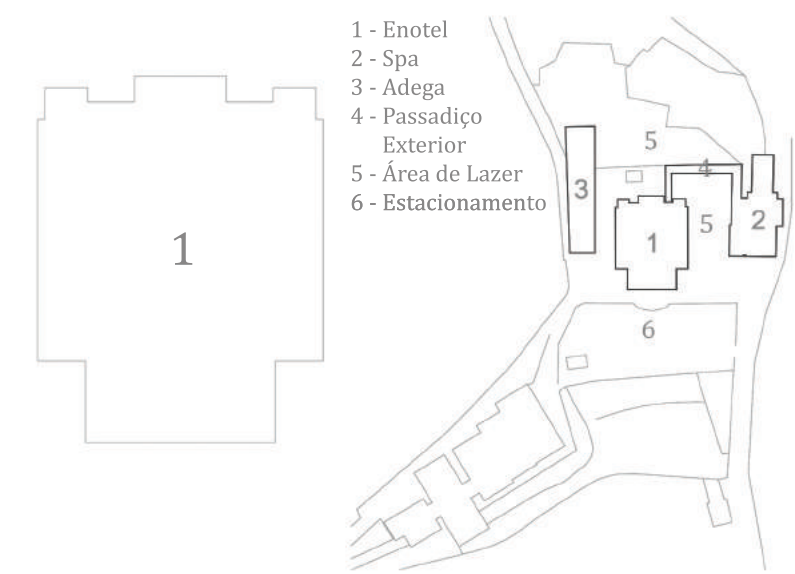 1 - Enotel
2 - Spa
3 - Adega
4 - Passadiço
Exterior
5 - Área de Lazer
6 - Estacionamento
1
5
4
3
5
2
1
6